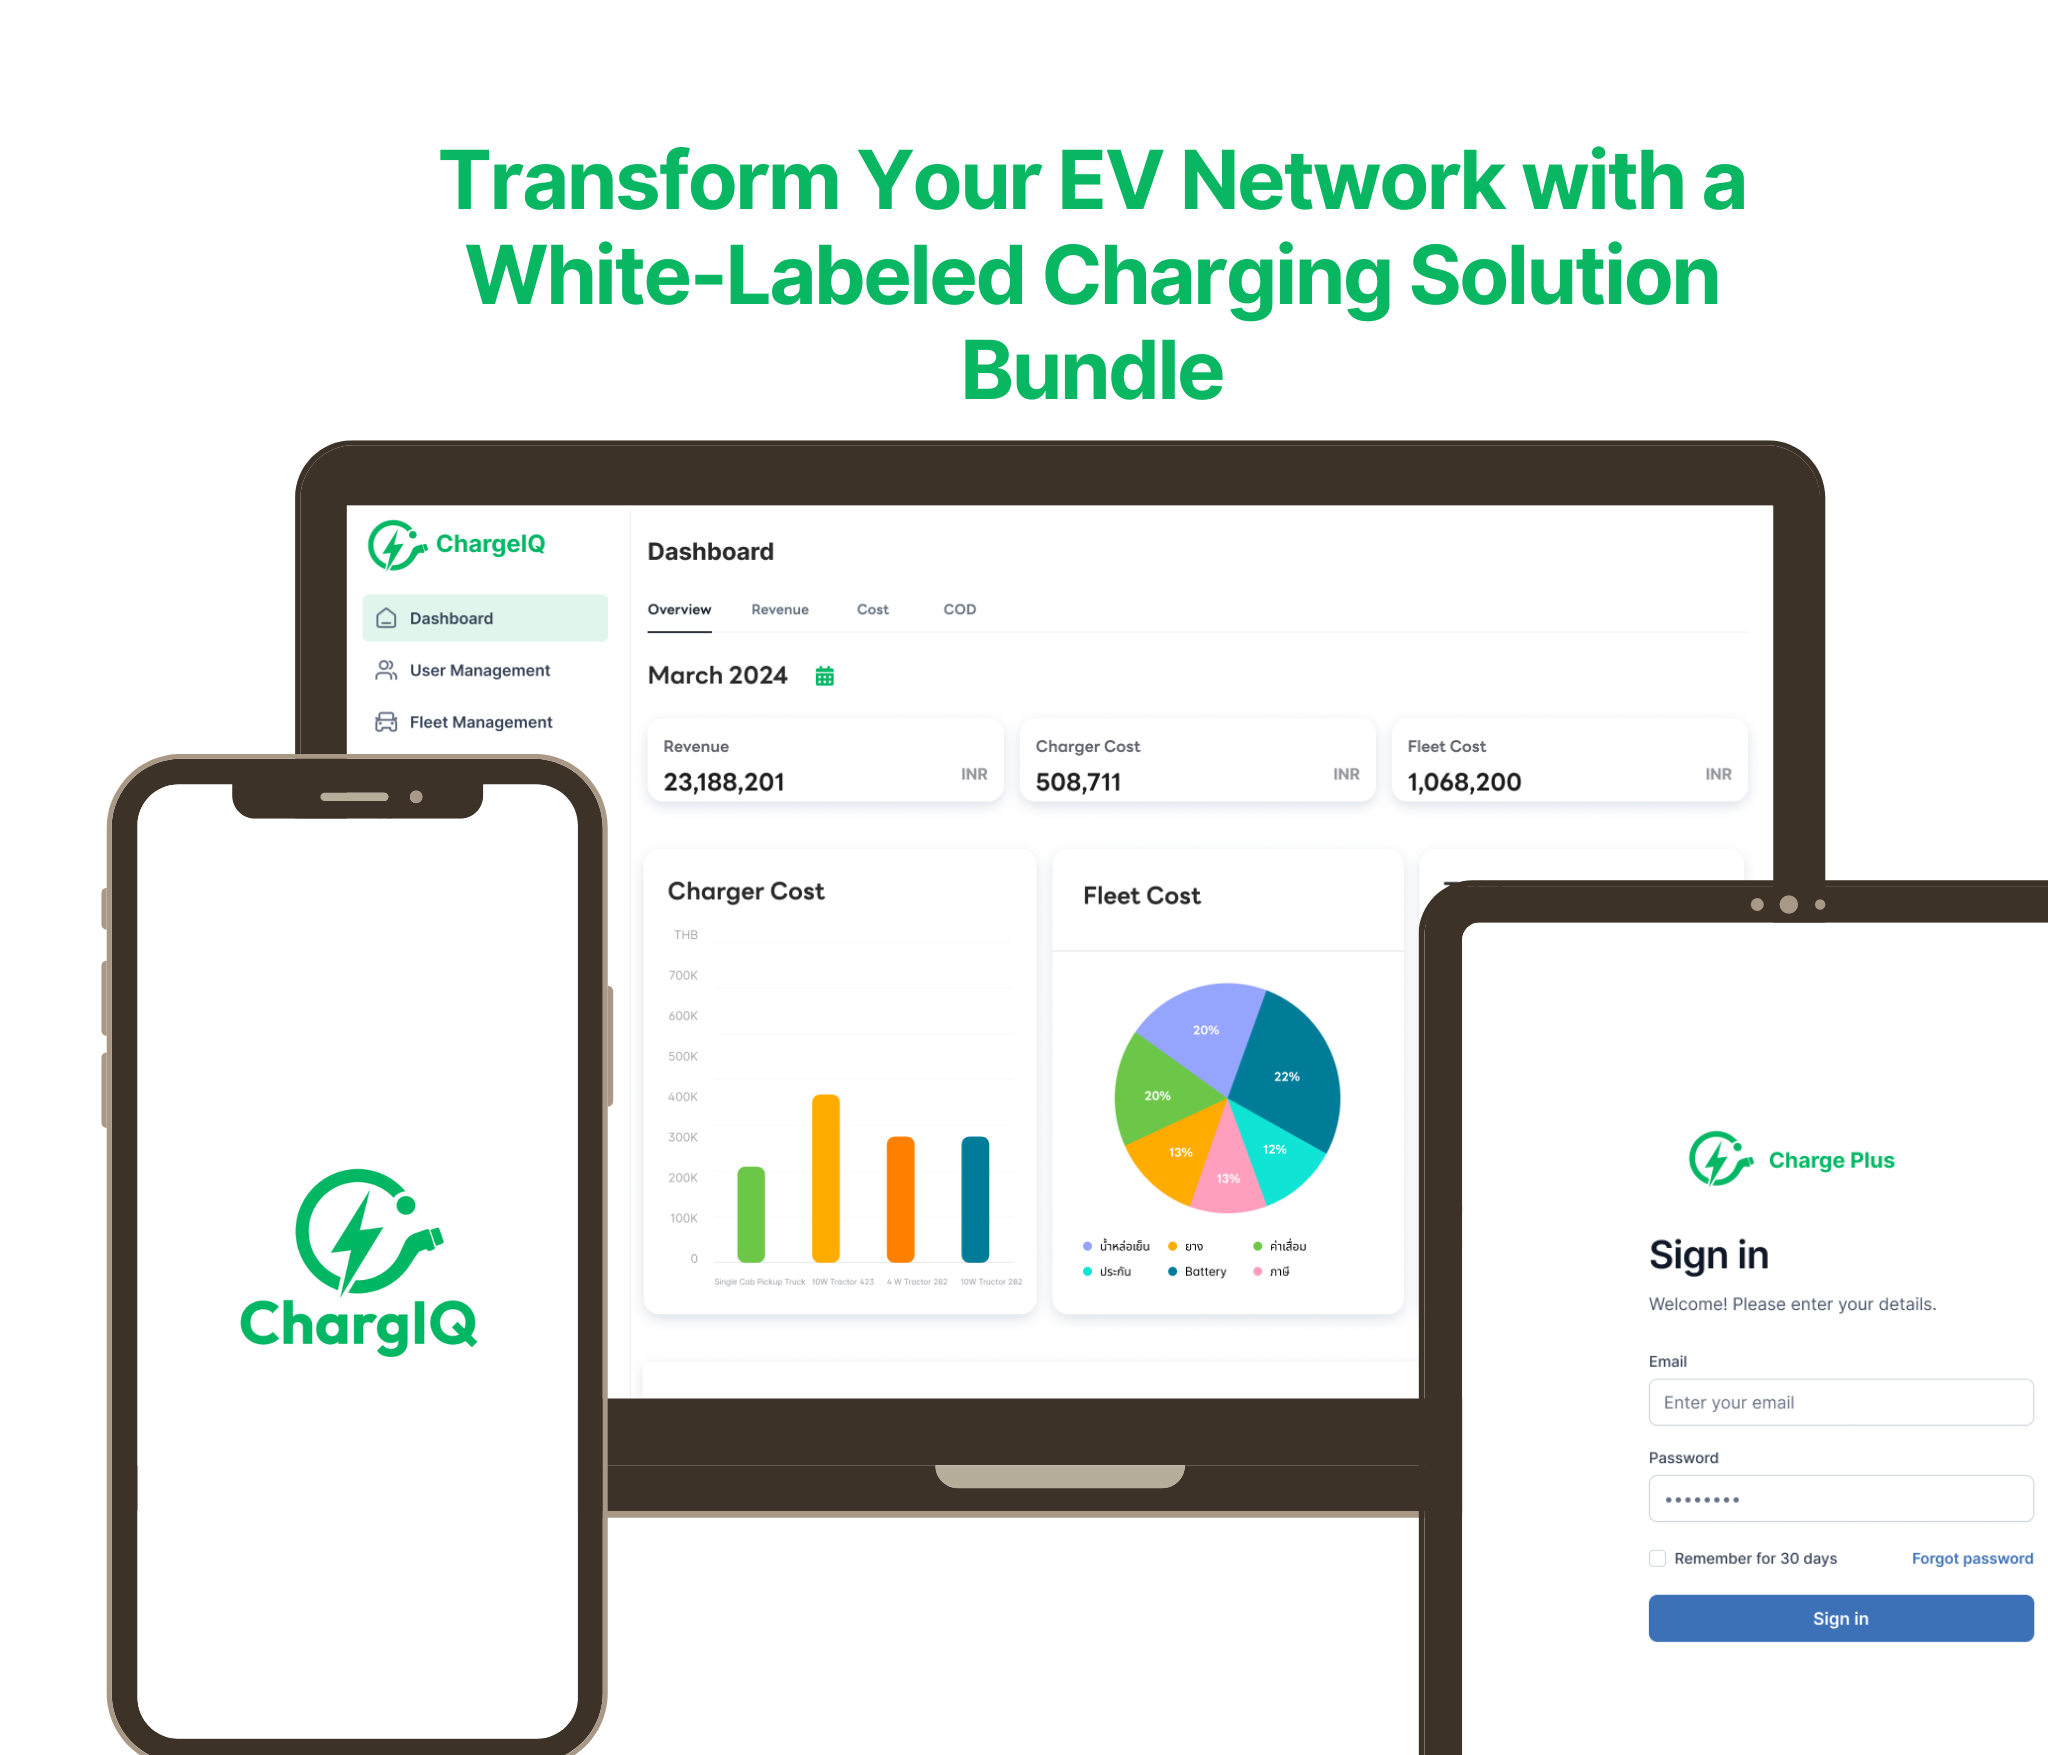 Transform Your EV Network with a
White-Labeled Charging Solution
Bundle
ChargeIQ
Dashboard
User Management
Fleet Management
Dashboard
Overview Revenue Cost COD
March 2024
Revenue
23,188,201 INR
Charger Cost
508,711 INR
Fleet Cost
1,068,200 INR
Charger Cost
THB
700K
600K
500K
400K
300K
200K
100K
0
Single Cab Pickup Truck 10W Tractor 423 4 W Tractor 282 10W Tractor 282
Fleet Cost
20%
22%
20%
12%
13%
13%
น้ำหล่อเย็น ยาง ค่าเสื่อม
ประกัน Battery ภาษี
ChargIQ
Charge Plus
Sign in
Welcome! Please enter your details.
Email
Enter your email
Password
Remember for 30 days Forgot password
Sign in